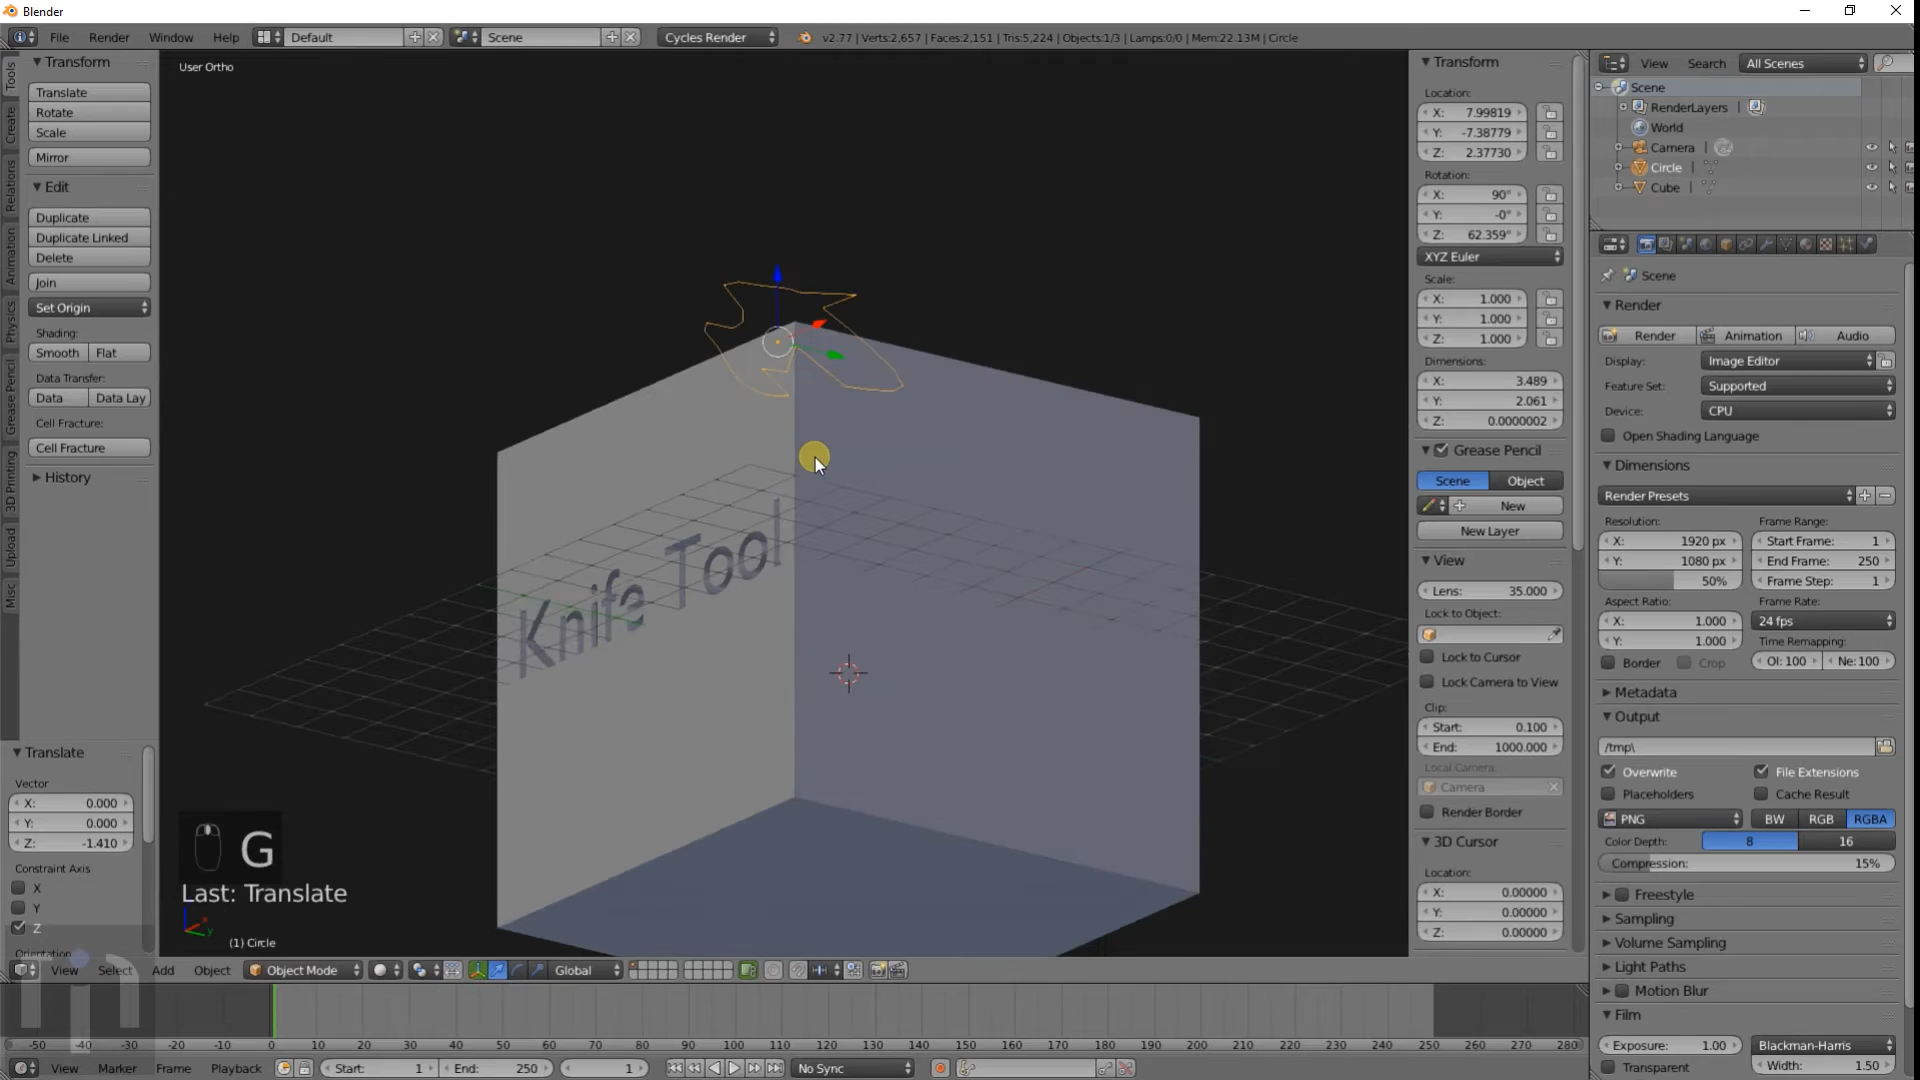 Blender
File Render Window Help Default Scene Cycles Render v2.77 | Verts:2,657 | Faces:2,151 | Tris:5,224 | Objects:1/3 | Lamps:0/0 | Mem:22.13M | Circle
Tools
Create
Relations
Animation
Physics
Grease Pencil
3D Printing
Upload
Misc
Transform
Translate
Rotate
Scale
Mirror
Edit
Duplicate
Duplicate Linked
Delete
Join
Set Origin
Shading:
Smooth Flat
Data Transfer:
Data Data Lay
Cell Fracture:
Cell Fracture
History
Translate
Vector
X: 0.000
Y: 0.000
Z: -1.410
Constraint Axis
X
Y
Z
Orientation
User Ortho
Knife Tool
G
Last: Translate
(1) Circle
View Select Add Object Object Mode Global
Transform
Location:
X: 7.99819
Y: -7.38779
Z: 2.37730
Rotation:
X: 90°
Y: -0°
Z: 62.359°
XYZ Euler
Scale:
X: 1.000
Y: 1.000
Z: 1.000
Dimensions:
X: 3.489
Y: 2.061
Z: 0.0000002
Grease Pencil
Scene Object
New
New Layer
View
Lens: 35.000
Lock to Object:
Lock to Cursor
Lock Camera to View
Clip:
Start: 0.100
End: 1000.000
Local Camera:
Camera
Render Border
3D Cursor
Location:
X: 0.00000
Y: 0.00000
Z: 0.00000
View Search All Scenes
Scene
RenderLayers
World
Camera
Circle
Cube
Scene
Render
Render Animation Audio
Display: Image Editor
Feature Set: Supported
Device: CPU
Open Shading Language
Dimensions
Render Presets
Resolution: Frame Range:
X: 1920 px Start Frame: 1
Y: 1080 px End Frame: 250
50% Frame Step: 1
Aspect Ratio: Frame Rate:
X: 1.000 24 fps
Y: 1.000 Time Remapping:
Border Crop Ol: 100 Ne: 100
Metadata
Output
/tmp\
Overwrite File Extensions
Placeholders Cache Result
PNG BW RGB RGBA
Color Depth: 8 16
Compression: 15%
Freestyle
Sampling
Volume Sampling
Light Paths
Motion Blur
Film
Exposure: 1.00 Blackman-Harris
Transparent Width: 1.50
-50 -40 -30 -20 -10 0 10 20 30 40 50 60 70 80 90 100 110 120 130 140 150 160 170 180 190 200 210 220 230 240 250 260 270 280
View Marker Frame Playback Start: 1 End: 250 1 No Sync